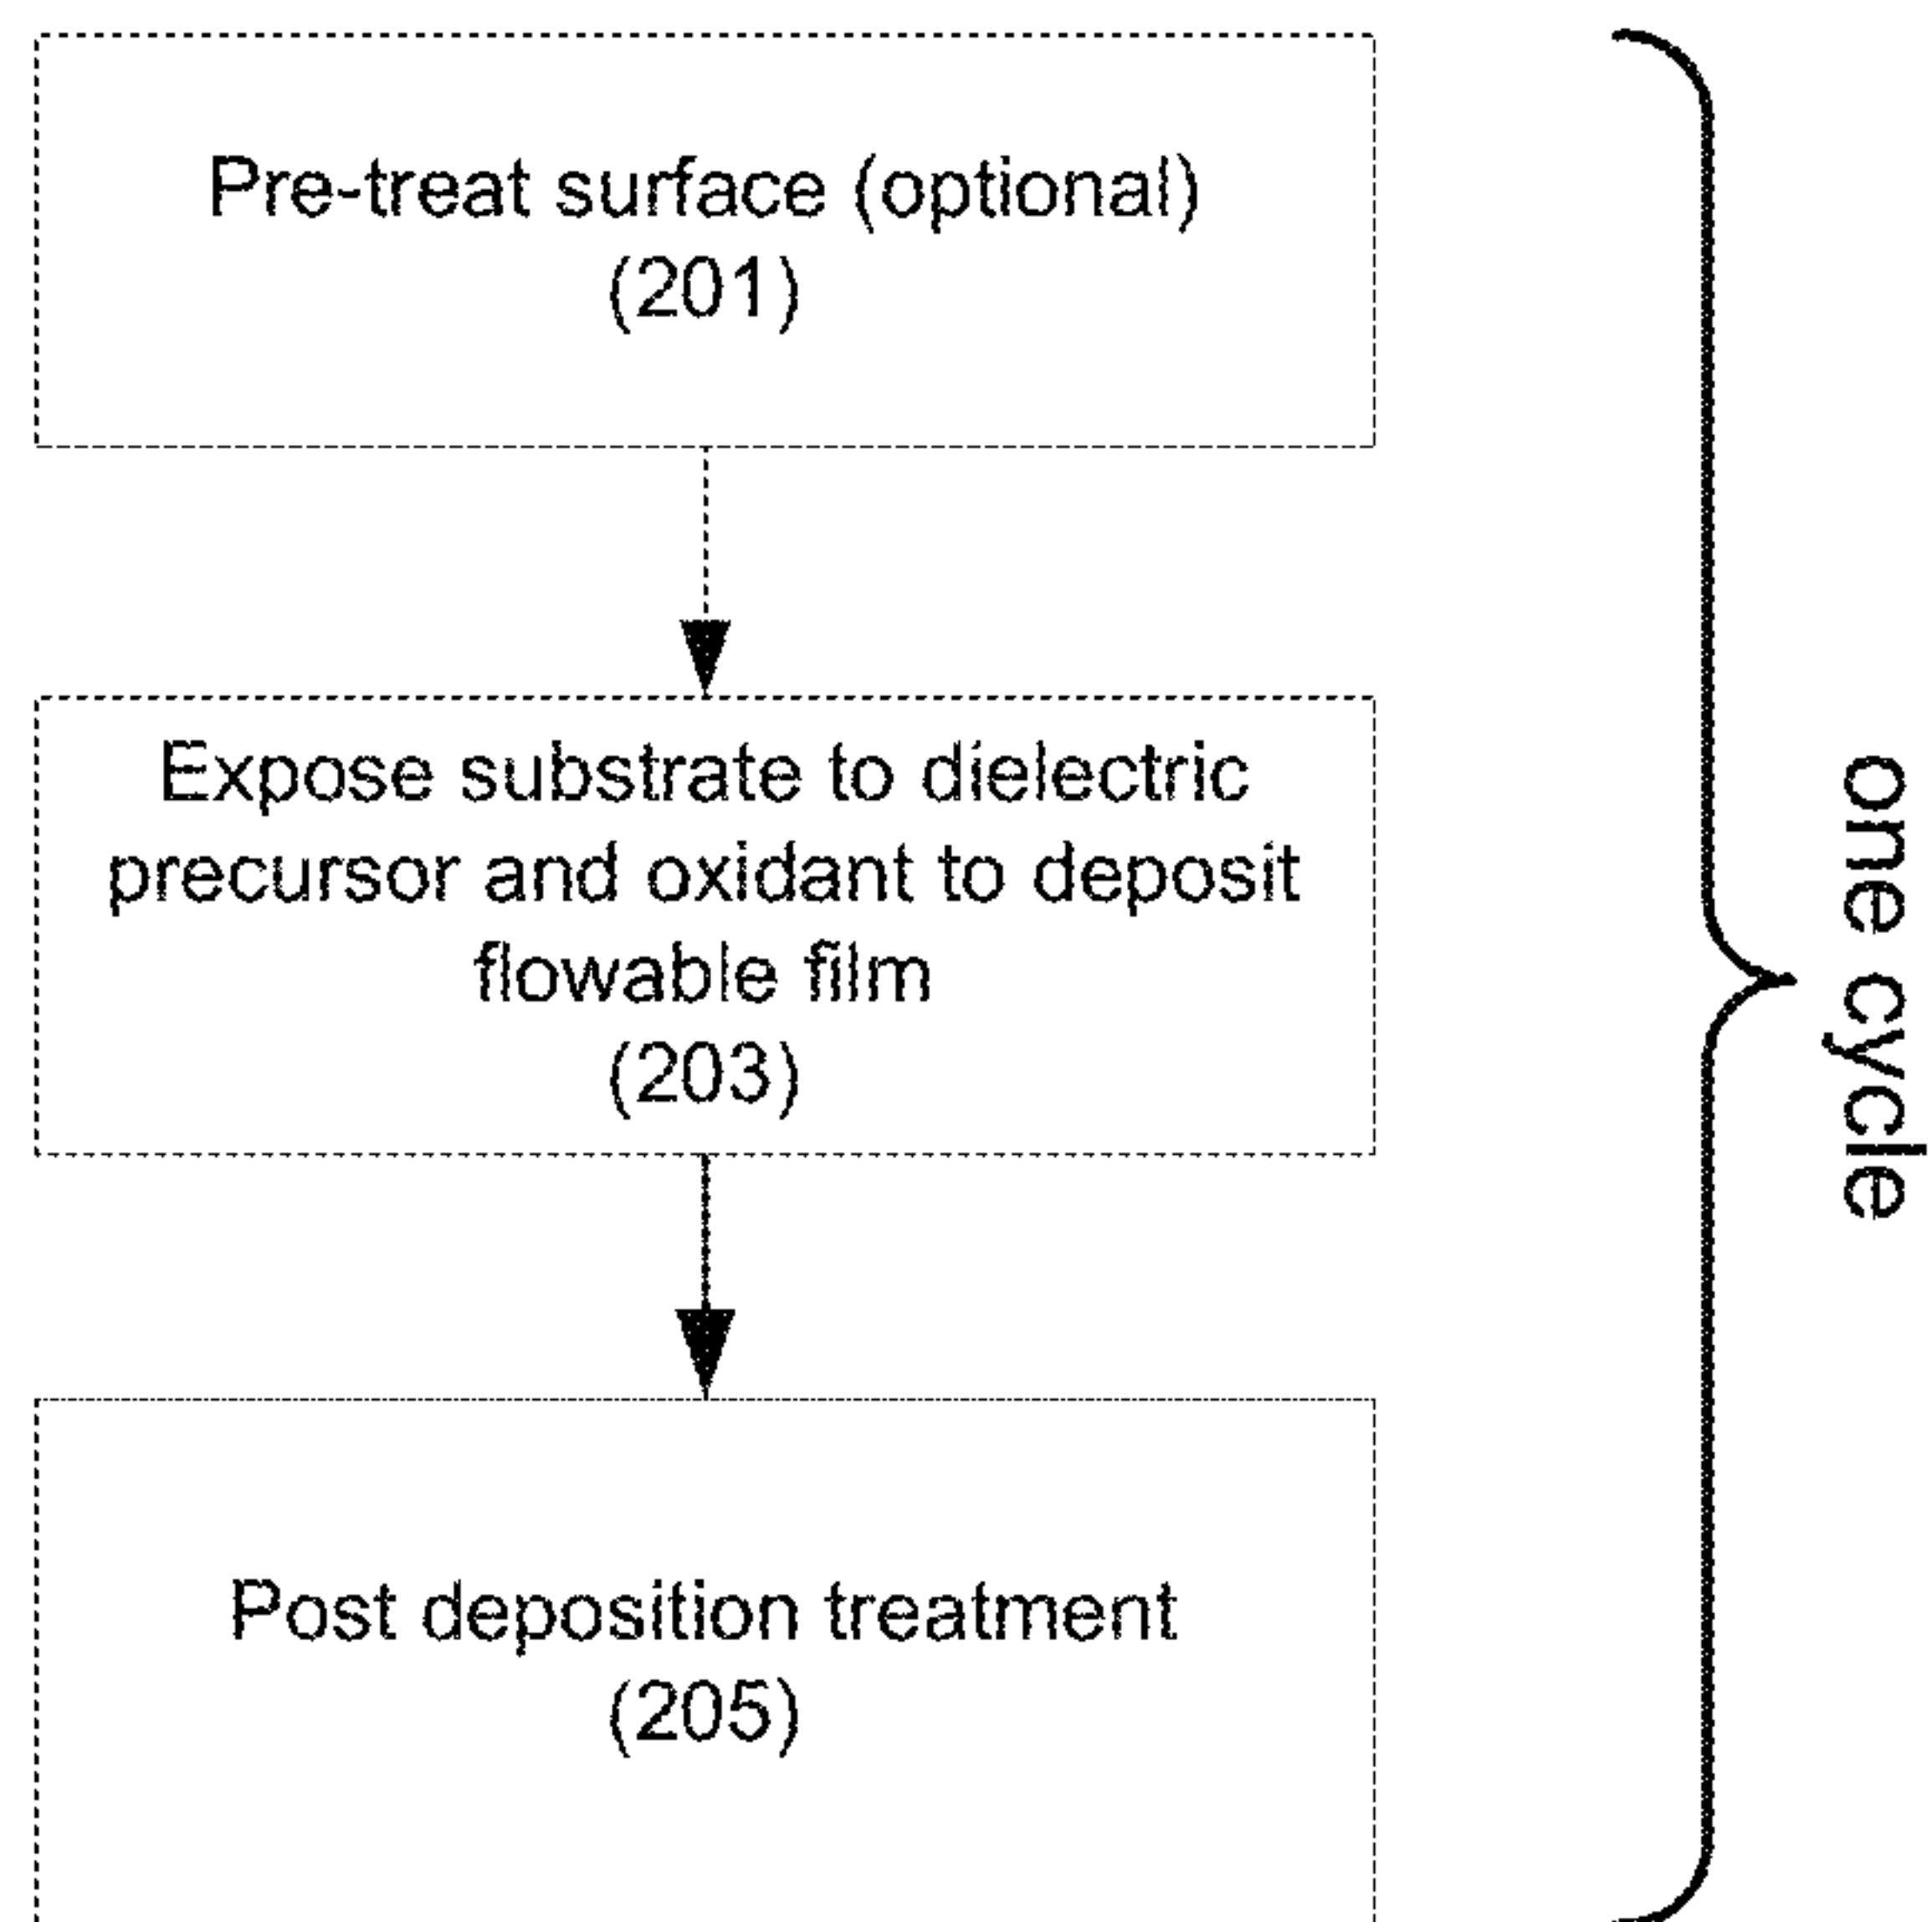 Pre-treat surface (optional)
(201)
Expose substrate to dielectric
precursor and oxidant to deposit
flowable film
(203)
Post deposition treatment
(205)
one cycle